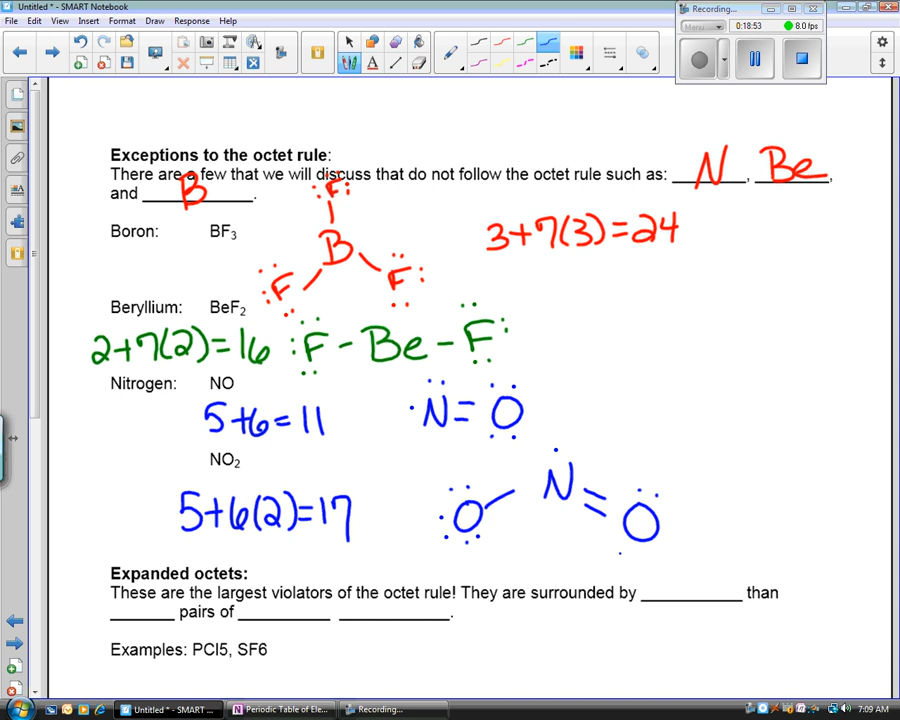 Untitled * - SMART Notebook
Recording...
File Edit View Insert Format Draw Response Help
Menu
0:18:53 8.0 fps
Exceptions to the octet rule:
There are a few that we will discuss that do not follow the octet rule such as: N, Be,
and B.
F
Boron: BF3
B
3+7(3)=24
F F
Beryllium: BeF2
2+7(2)=16 F - Be - F
Nitrogen: NO
5+6=11 N = O
NO2
5+6(2)=17 O N O
Expanded octets:
These are the largest violators of the octet rule! They are surrounded by ____________ than
________ pairs of ___________ _____________.
Examples: PCl5, SF6
Untitled * - SMART ... Periodic Table of Ele... Recording... 7:09 AM